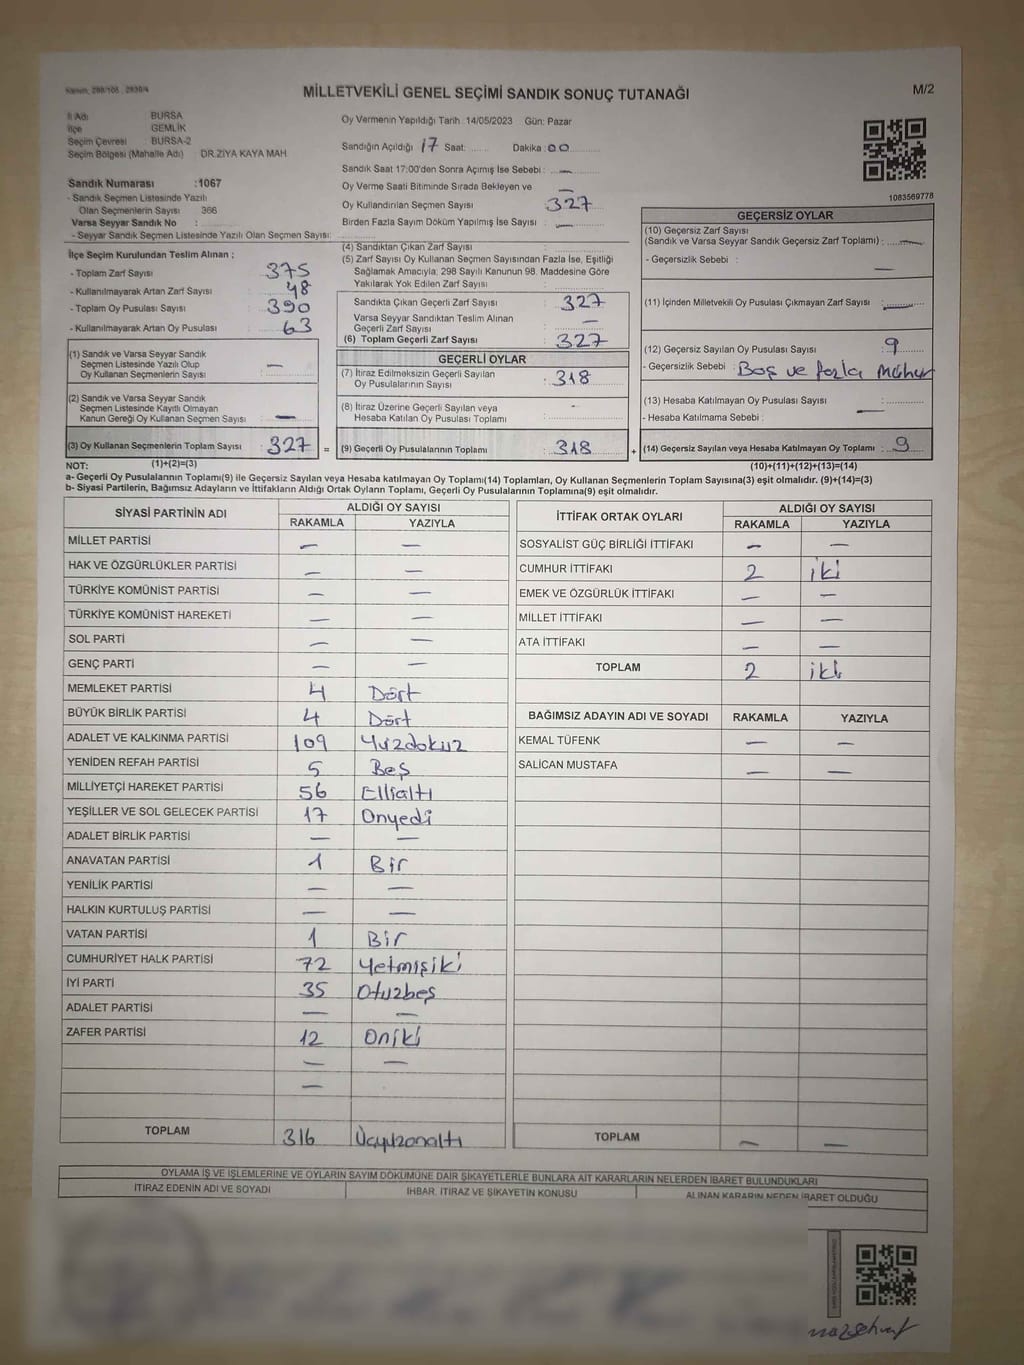 Kanun, 298/105 , 2839/4
MİLLETVEKİLİ GENEL SEÇİMİ SANDIK SONUÇ TUTANAĞI
M/2
İl Adı : BURSA
İlçe : GEMLİK
Seçim Çevresi : BURSA-2
Seçim Bölgesi (Mahalle Adı) : DR.ZİYA KAYA MAH
Sandık Numarası :1067
- Sandık Seçmen Listesinde Yazılı
Olan Seçmenlerin Sayısı : 366
Varsa Seyyar Sandık No :
- Seyyar Sandık Seçmen Listesinde Yazılı Olan Seçmen Sayısı:
Oy Vermenin Yapıldığı Tarih :14/05/2023 Gün: Pazar
Sandığın Açıldığı 17 Saat: Dakika: 00
Sandık Saat 17:00'den Sonra Açımış İse Sebebi : —
Oy Verme Saati Bitiminde Sırada Bekleyen ve —
Oy Kullandırılan Seçmen Sayısı : 327
Birden Fazla Sayım Döküm Yapılmış İse Sayısı : —
1083569778
İlçe Seçim Kurulundan Teslim Alınan ;
- Toplam Zarf Sayısı : 375
- Kullanılmayarak Artan Zarf Sayısı : 48
- Toplam Oy Pusulası Sayısı : 390
- Kullanılmayarak Artan Oy Pusulası : 63
(1) Sandık ve Varsa Seyyar Sandık
Seçmen Listesinde Yazılı Olup
Oy Kullanan Seçmenlerin Sayısı : —
(2) Sandık ve Varsa Seyyar Sandık
Seçmen Listesinde Kayıtlı Olmayan
Kanun Gereği Oy Kullanan Seçmen Sayısı : —
(3) Oy Kullanan Seçmenlerin Toplam Sayısı : 327 =
(1)+(2)=(3)
(4) Sandıktan Çıkan Zarf Sayısı :
(5) Zarf Sayısı Oy Kullanan Seçmen Sayısından Fazla İse, Eşitliği
Sağlamak Amacıyla, 298 Sayılı Kanunun 98. Maddesine Göre
Yakılarak Yok Edilen Zarf Sayısı :
Sandıkta Çıkan Geçerli Zarf Sayısı : 327
Varsa Seyyar Sandıktan Teslim Alınan
Geçerli Zarf Sayısı : —
(6) Toplam Geçerli Zarf Sayısı : 327
GEÇERLİ OYLAR
(7) İtiraz Edilmeksizin Geçerli Sayılan
Oy Pusulalarının Sayısı : 318
(8) İtiraz Üzerine Geçerli Sayılan veya
Hesaba Katılan Oy Pusulası Toplamı : -
(9) Geçerli Oy Pusulalarının Toplamı : 318 +
GEÇERSİZ OYLAR
(10) Geçersiz Zarf Sayısı
(Sandık ve Varsa Seyyar Sandık Geçersiz Zarf Toplamı) : —
- Geçersizlik Sebebi : —
(11) İçinden Milletvekili Oy Pusulası Çıkmayan Zarf Sayısı : —
(12) Geçersiz Sayılan Oy Pusulası Sayısı : 9
- Geçersizlik Sebebi : Boş ve fazla Mühür
(13) Hesaba Katılmayan Oy Pusulası Sayısı : —
- Hesaba Katılmama Sebebi :
(14) Geçersiz Sayılan veya Hesaba Katılmayan Oy Toplamı : 9
(10)+(11)+(12)+(13)=(14)
NOT:
a- Geçerli Oy Pusulalarının Toplamı(9) ile Geçersiz Sayılan veya Hesaba katılmayan Oy Toplamı(14) Toplamları, Oy Kullanan Seçmenlerin Toplam Sayısına(3) eşit olmalıdır. (9)+(14)=(3)
b- Siyasi Partilerin, Bağımsız Adayların ve İttifakların Aldığı Ortak Oyların Toplamı, Geçerli Oy Pusulalarının Toplamına(9) eşit olmalıdır.
SİYASİ PARTİNİN ADI ALDIĞI OY SAYISI
RAKAMLA YAZIYLA
MİLLET PARTİSİ — —
HAK VE ÖZGÜRLÜKLER PARTİSİ — —
TÜRKİYE KOMÜNİST PARTİSİ — —
TÜRKİYE KOMÜNİST HAREKETİ — —
SOL PARTİ — —
GENÇ PARTİ — —
MEMLEKET PARTİSİ 4 Dört
BÜYÜK BİRLİK PARTİSİ 4 Dört
ADALET VE KALKINMA PARTİSİ 109 Yüzdokuz
YENİDEN REFAH PARTİSİ 5 Beş
MİLLİYETÇİ HAREKET PARTİSİ 56 Ellialtı
YEŞİLLER VE SOL GELECEK PARTİSİ 17 Onyedi
ADALET BİRLİK PARTİSİ — —
ANAVATAN PARTİSİ 1 Bir
YENİLİK PARTİSİ — —
HALKIN KURTULUŞ PARTİSİ — —
VATAN PARTİSİ 1 Bir
CUMHURİYET HALK PARTİSİ 72 Yetmişiki
İYİ PARTİ 35 Otuzbeş
ADALET PARTİSİ — —
ZAFER PARTİSİ 12 Oniki
— —
—
TOPLAM 316 Üçyüzonaltı
İTTİFAK ORTAK OYLARI ALDIĞI OY SAYISI
RAKAMLA YAZIYLA
SOSYALİST GÜÇ BİRLİĞİ İTTİFAKI — —
CUMHUR İTTİFAKI 2 iki
EMEK VE ÖZGÜRLÜK İTTİFAKI — —
MİLLET İTTİFAKI — —
ATA İTTİFAKI — —
TOPLAM 2 iki
BAĞIMSIZ ADAYIN ADI VE SOYADI RAKAMLA YAZIYLA
KEMAL TÜFENK — —
SALİCAN MUSTAFA — —
TOPLAM — —
OYLAMA İŞ VE İŞLEMLERİNE VE OYLARIN SAYIM DÖKÜMÜNE DAİR ŞİKAYETLERLE BUNLARA AİT KARARLARIN NELERDEN İBARET BULUNDUKLARI
İTİRAZ EDENİN ADI VE SOYADI İHBAR, İTİRAZ VE ŞİKAYETİN KONUSU ALINAN KARARIN NEDEN İBARET OLDUĞU